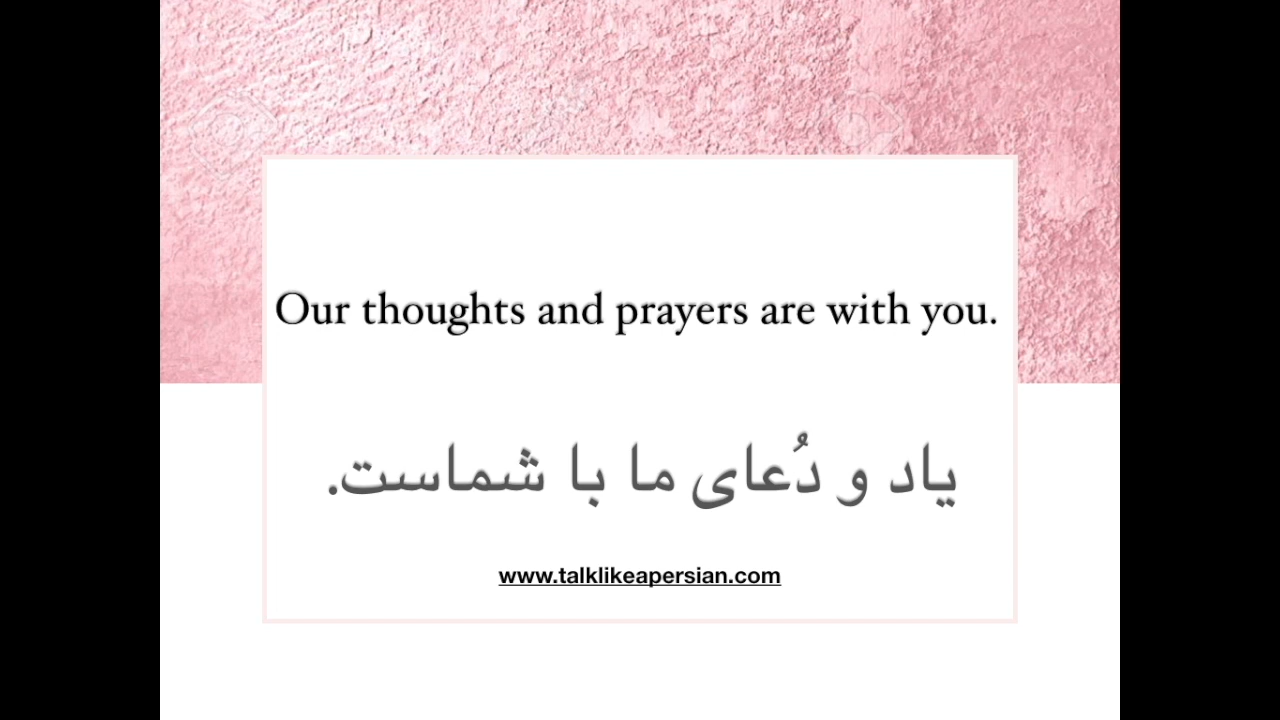 Our thoughts and prayers are with you.
یاد و دُعای ما با شماست.
www.talklikeapersian.com